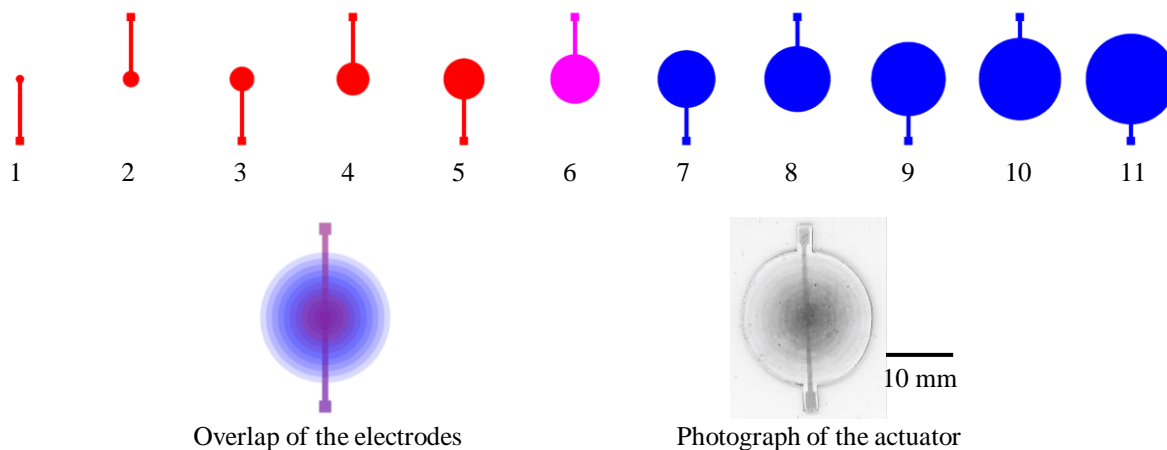 1 2 3 4 5 6 7 8 9 10 11
10 mm
Overlap of the electrodes
Photograph of the actuator